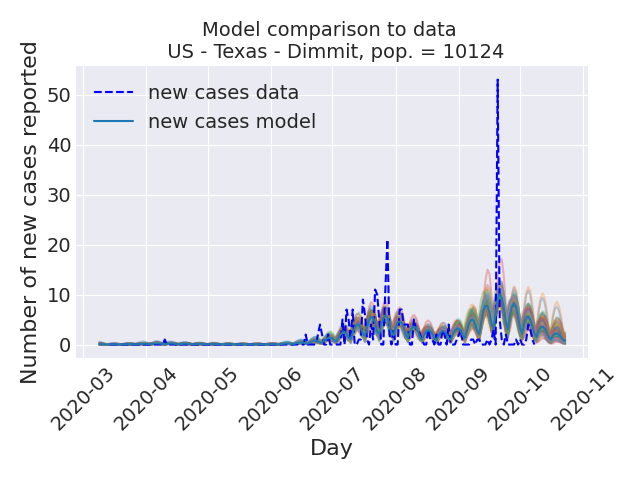 Model comparison to data
US - Texas - Dimmit, pop. = 10124
Number of new cases reported
50
40
30
20
10
0
new cases data
new cases model
2020-03
2020-04
2020-05
2020-06
2020-07
2020-08
2020-09
2020-10
2020-11
Day